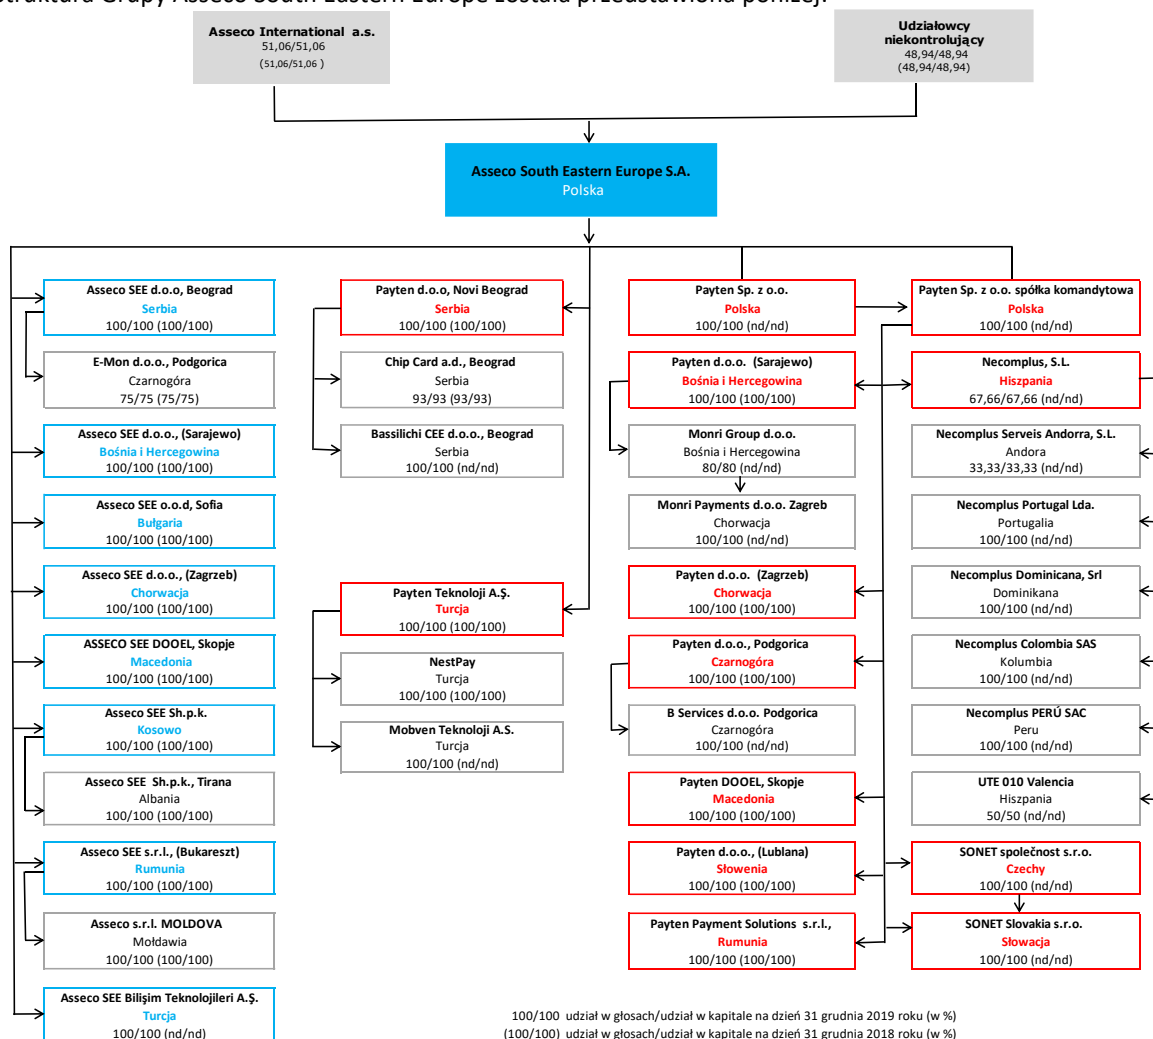 struktura Grupy Asseco South Eastern Europe została przedstawiona poniżej.
Asseco International a.s.
51,06/51,06
(51,06/51,06 )
Udziałowcy
niekontrolujący
48,94/48,94
(48,94/48,94)
Asseco South Eastern Europe S.A.
Polska
Asseco SEE d.o.o, Beograd
Serbia
100/100 (100/100)
E-Mon d.o.o., Podgorica
Czarnogóra
75/75 (75/75)
Asseco SEE d.o.o., (Sarajewo)
Bośnia i Hercegowina
100/100 (100/100)
Asseco SEE o.o.d, Sofia
Bułgaria
100/100 (100/100)
Asseco SEE d.o.o., (Zagrzeb)
Chorwacja
100/100 (100/100)
ASSECO SEE DOOEL, Skopje
Macedonia
100/100 (100/100)
Asseco SEE Sh.p.k.
Kosowo
100/100 (100/100)
Asseco SEE Sh.p.k., Tirana
Albania
100/100 (100/100)
Asseco SEE s.r.l., (Bukareszt)
Rumunia
100/100 (100/100)
Asseco s.r.l. MOLDOVA
Mołdawia
100/100 (100/100)
Asseco SEE Bilişim Teknolojileri A.Ş.
Turcja
100/100 (nd/nd)
Payten d.o.o, Novi Beograd
Serbia
100/100 (100/100)
Chip Card a.d., Beograd
Serbia
93/93 (93/93)
Bassilichi CEE d.o.o., Beograd
Serbia
100/100 (nd/nd)
Payten Teknoloji A.Ş.
Turcja
100/100 (100/100)
NestPay
Turcja
100/100 (100/100)
Mobven Teknoloji A.S.
Turcja
100/100 (nd/nd)
Payten Sp. z o.o.
Polska
100/100 (nd/nd)
Payten d.o.o. (Sarajewo)
Bośnia i Hercegowina
100/100 (100/100)
Monri Group d.o.o.
Bośnia i Hercegowina
80/80 (nd/nd)
Monri Payments d.o.o. Zagreb
Chorwacja
100/100 (nd/nd)
Payten d.o.o. (Zagrzeb)
Chorwacja
100/100 (100/100)
Payten d.o.o., Podgorica
Czarnogóra
100/100 (100/100)
B Services d.o.o. Podgorica
Czarnogóra
100/100 (nd/nd)
Payten DOOEL, Skopje
Macedonia
100/100 (100/100)
Payten d.o.o., (Lublana)
Słowenia
100/100 (100/100)
Payten Payment Solutions s.r.l.,
Rumunia
100/100 (100/100)
Payten Sp. z o.o. spółka komandytowa
Polska
100/100 (nd/nd)
Necomplus, S.L.
Hiszpania
67,66/67,66 (nd/nd)
Necomplus Serveis Andorra, S.L.
Andora
33,33/33,33 (nd/nd)
Necomplus Portugal Lda.
Portugalia
100/100 (nd/nd)
Necomplus Dominicana, Srl
Dominikana
100/100 (nd/nd)
Necomplus Colombia SAS
Kolumbia
100/100 (nd/nd)
Necomplus PERÚ SAC
Peru
100/100 (nd/nd)
UTE 010 Valencia
Hiszpania
50/50 (nd/nd)
SONET společnost s.r.o.
Czechy
100/100 (nd/nd)
SONET Slovakia s.r.o.
Słowacja
100/100 (nd/nd)
100/100 udział w głosach/udział w kapitale na dzień 31 grudnia 2019 roku (w %)
(100/100) udział w głosach/udział w kapitale na dzień 31 grudnia 2018 roku (w %)